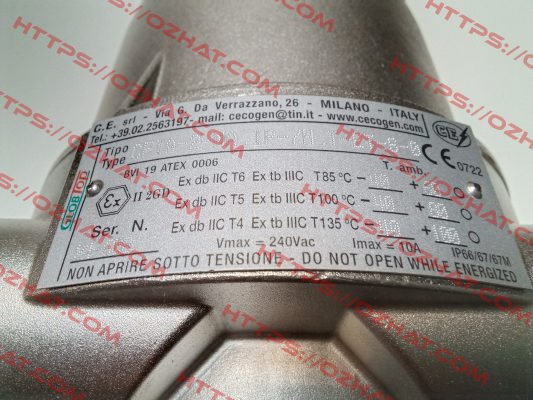 HTTPS://OZHAT.COM
C.E. srl - Via G. Da Verrazzano, 26 - MILANO - ITALY
Tel.: +39.02.2563197- mail: cecogen@tin.it - www.cecogen.com
Tipo
Type
CE
CE 0722
BVI 19 ATEX 0006
T. amb.
Ex II 2GD
Ex db IIC T6 Ex tb IIIC T85°C
Ex db IIC T5 Ex tb IIIC T100°C
Ex db IIC T4 Ex tb IIIC T135°C
Ser. N.
Vmax = 240Vac Imax = 10A IP66/67/67M
NON APRIRE SOTTO TENSIONE - DO NOT OPEN WHILE ENERGIZED